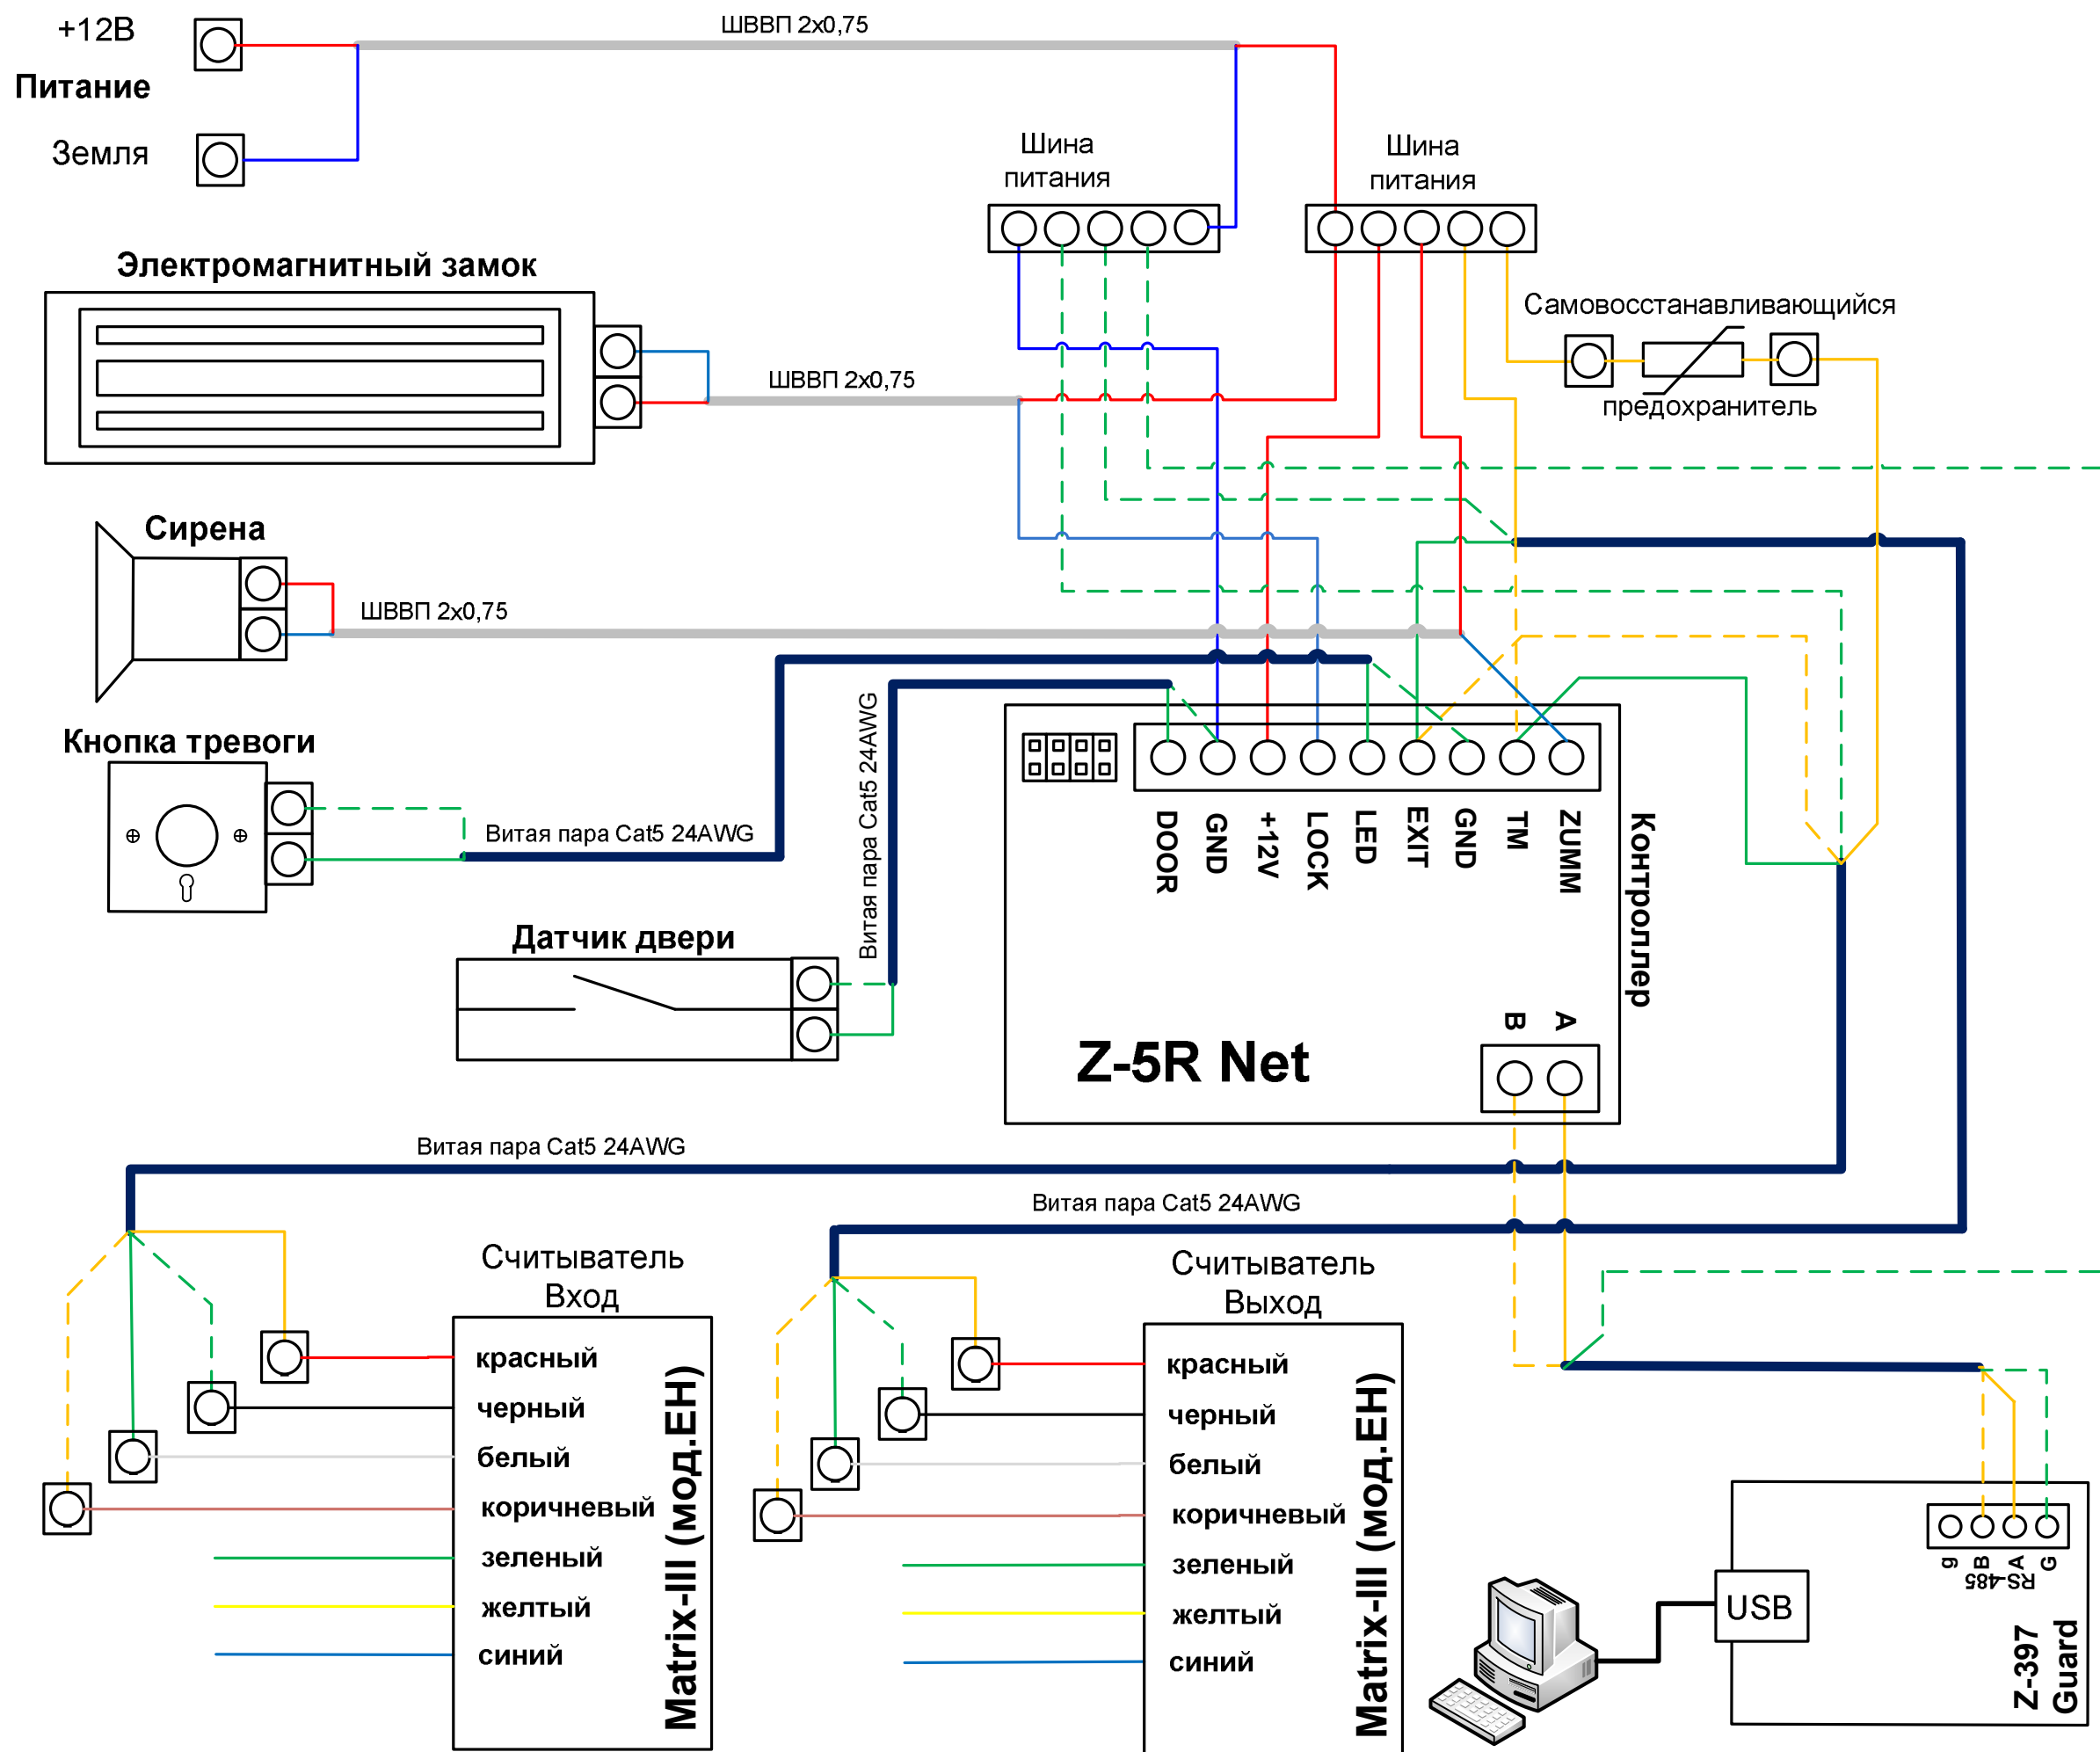 +12В
ШВВП 2х0,75
Питание
Земля
Шина
питания
Шина
питания
Электромагнитный замок
Самовосстанавливающийся
предохранитель
ШВВП 2х0,75
Сирена
ШВВП 2х0,75
Кнопка тревоги
Витая пара Cat5 24AWG
Витая пара Cat5 24AWG
Датчик двери
DOOR
GND
+12V
LOCK
LED
EXIT
GND
TM
ZUMM
Контроллер
B
A
Z-5R Net
Витая пара Cat5 24AWG
Витая пара Cat5 24AWG
Считыватель
Вход
красный
черный
белый
коричневый
зеленый
желтый
синий
Matrix-III (мод.EH)
Считыватель
Выход
красный
черный
белый
коричневый
зеленый
желтый
синий
Matrix-III (мод.EH)
g
B
A
G
RS-485
USB
Z-397
Guard